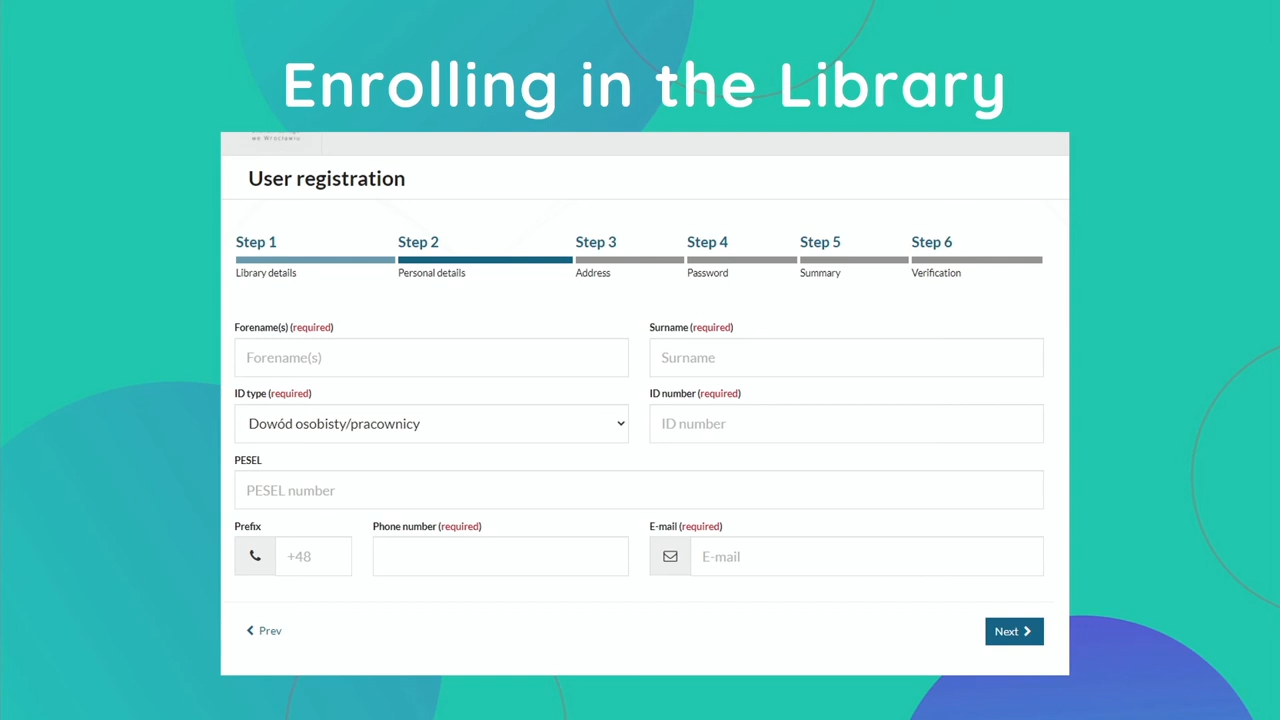 Enrolling in the Library
we Wrocławiu
User registration
Step 1 Step 2 Step 3 Step 4 Step 5 Step 6
Library details Personal details Address Password Summary Verification
Forename(s) (required) Surname (required)
Forename(s) Surname
ID type (required) ID number (required)
Dowód osobisty/pracownicy ID number
PESEL
PESEL number
Prefix Phone number (required) E-mail (required)
+48 E-mail
Prev Next